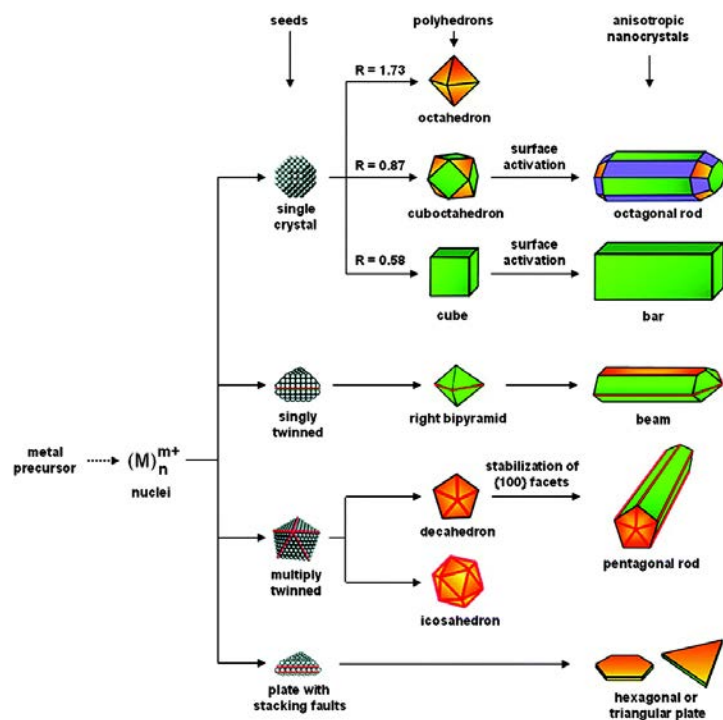 seeds
polyhedrons
anisotropic
nanocrystals
R = 1.73
octahedron
single
crystal
R = 0.87
cuboctahedron
surface
activation
octagonal rod
R = 0.58
cube
surface
activation
bar
singly
twinned
right bipyramid
beam
metal
precursor
(M)ₙᵐ⁺
nuclei
multiply
twinned
decahedron
stabilization of
(100) facets
pentagonal rod
icosahedron
plate with
stacking faults
hexagonal or
triangular plate